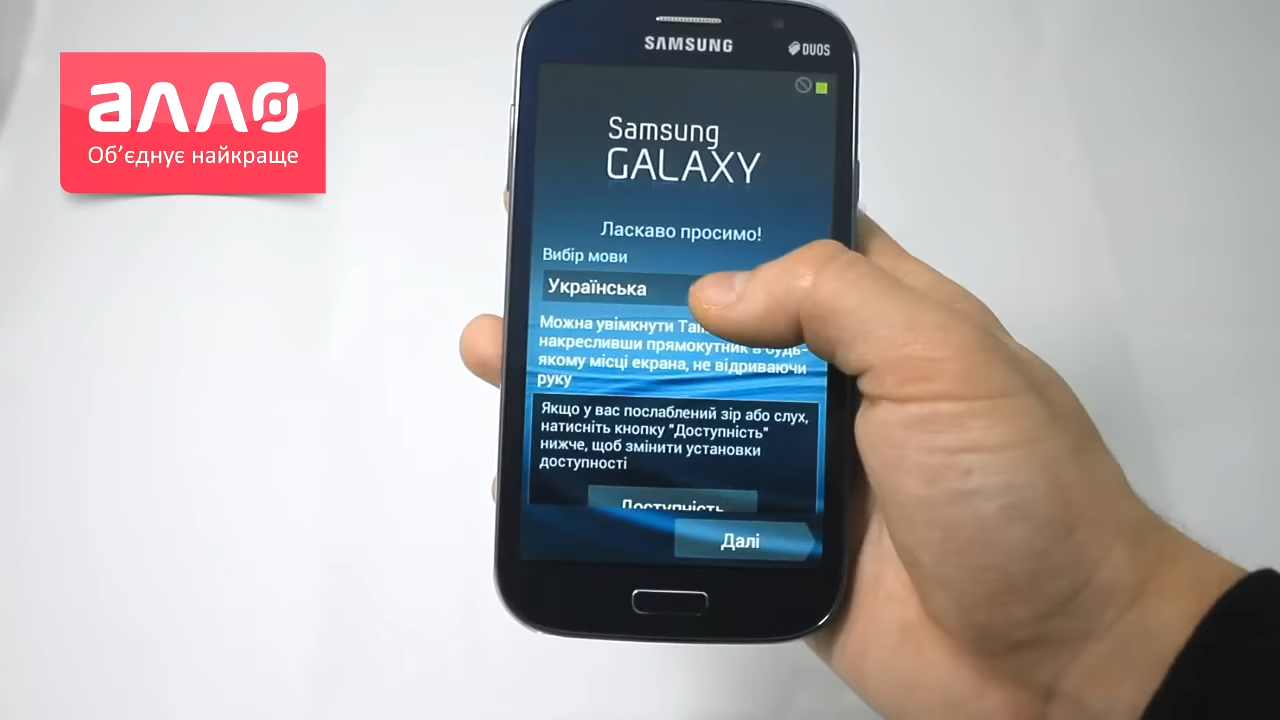 алло
Об’єднує найкраще
SAMSUNG
DUOS
Samsung
GALAXY
Ласкаво просимо!
Вибір мови
Українська
Можна увімкнути
накресливши прямокутник в будь-
якому місці екрана, не відриваючи
руку
Якщо у вас послаблений зір або слух,
натисніть кнопку "Доступність"
нижче, щоб змінити установки
доступності
Доступність
Далі